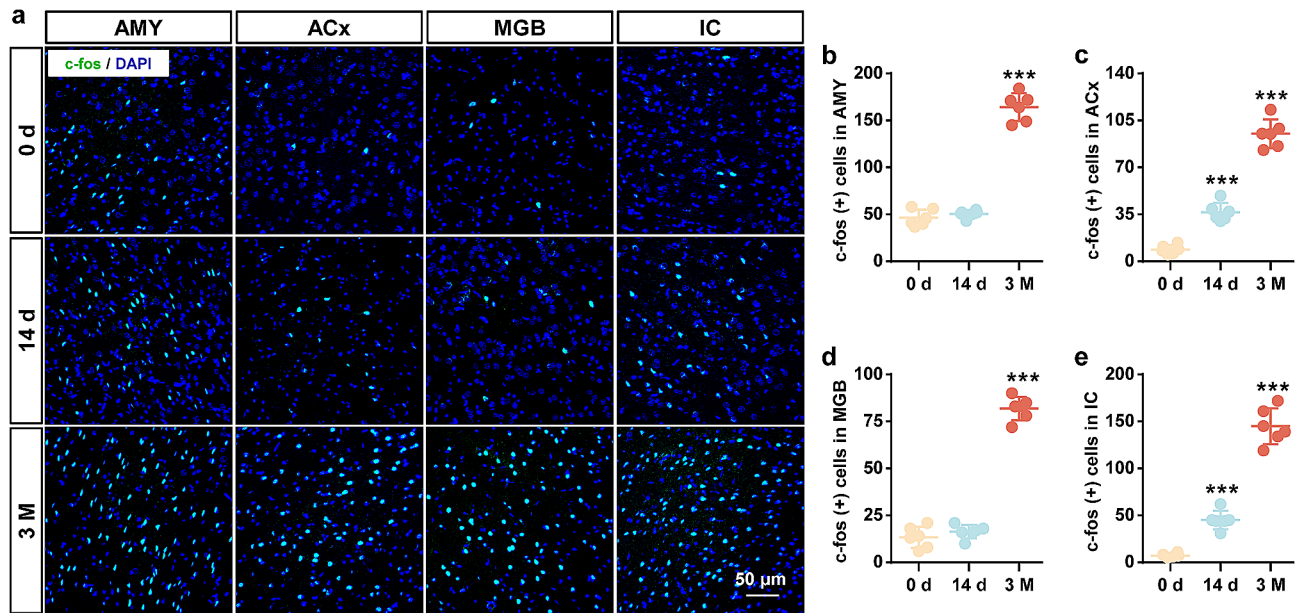 a
AMY ACx MGB IC
c-fos / DAPI
0 d
14 d
3 M
50 μm
b
c-fos (+) cells in AMY
200
150
100
50
0
***
0 d 14 d 3 M
c
c-fos (+) cells in ACx
140
105
70
35
0
***
***
0 d 14 d 3 M
d
c-fos (+) cells in MGB
100
75
50
25
0
***
0 d 14 d 3 M
e
c-fos (+) cells in IC
200
150
100
50
0
***
***
0 d 14 d 3 M